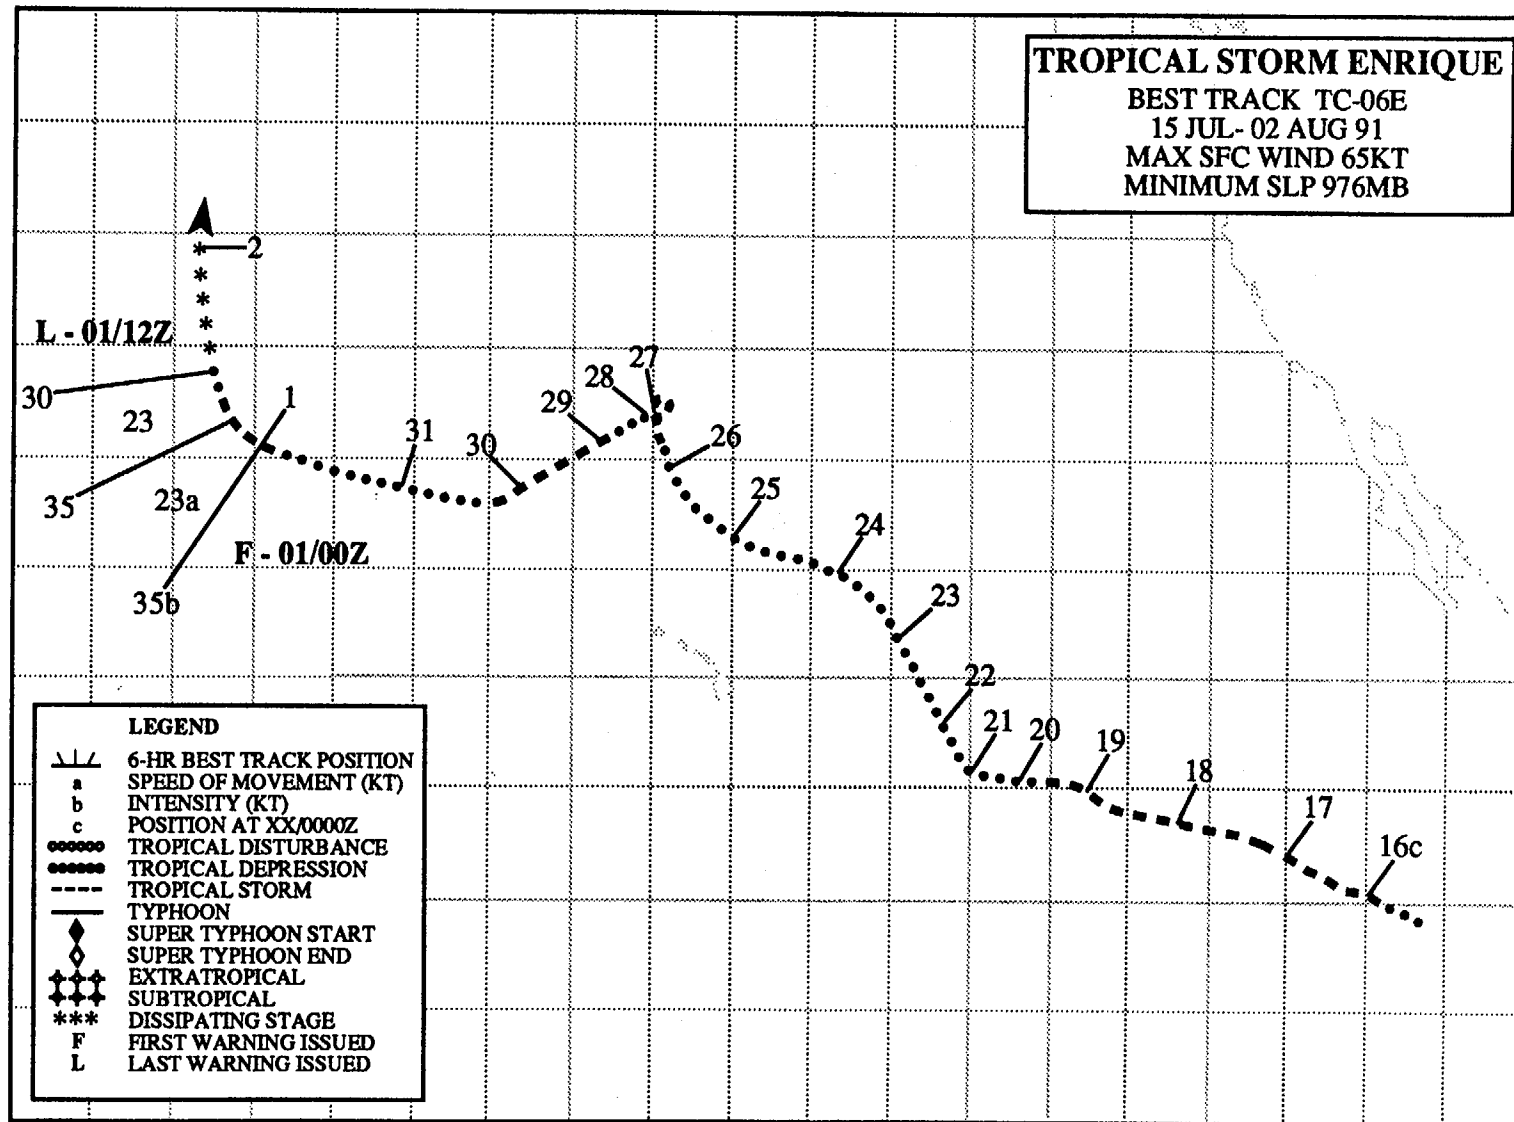 TROPICAL STORM ENRIQUE
BEST TRACK TC-06E
15 JUL- 02 AUG 91
MAX SFC WIND 65KT
MINIMUM SLP 976MB
2
L - 01/12Z
30
23
1
35
23a
F - 01/00Z
35b
31
30
29
28
27
26
25
24
23
22
21
20
19
18
17
16c
LEGEND
6-HR BEST TRACK POSITION
a SPEED OF MOVEMENT (KT)
b INTENSITY (KT)
c POSITION AT XX/0000Z
TROPICAL DISTURBANCE
TROPICAL DEPRESSION
TROPICAL STORM
TYPHOON
SUPER TYPHOON START
SUPER TYPHOON END
EXTRATROPICAL
SUBTROPICAL
*** DISSIPATING STAGE
F FIRST WARNING ISSUED
L LAST WARNING ISSUED